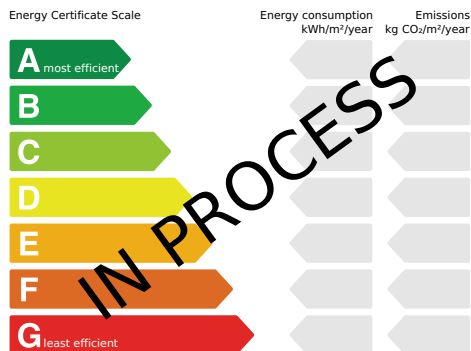 Energy Certificate Scale
Energy consumption
kWh/m²/year
Emissions
kg CO₂/m²/year
A most efficient
B
C
D
E
F
G least efficient
IN PROCESS